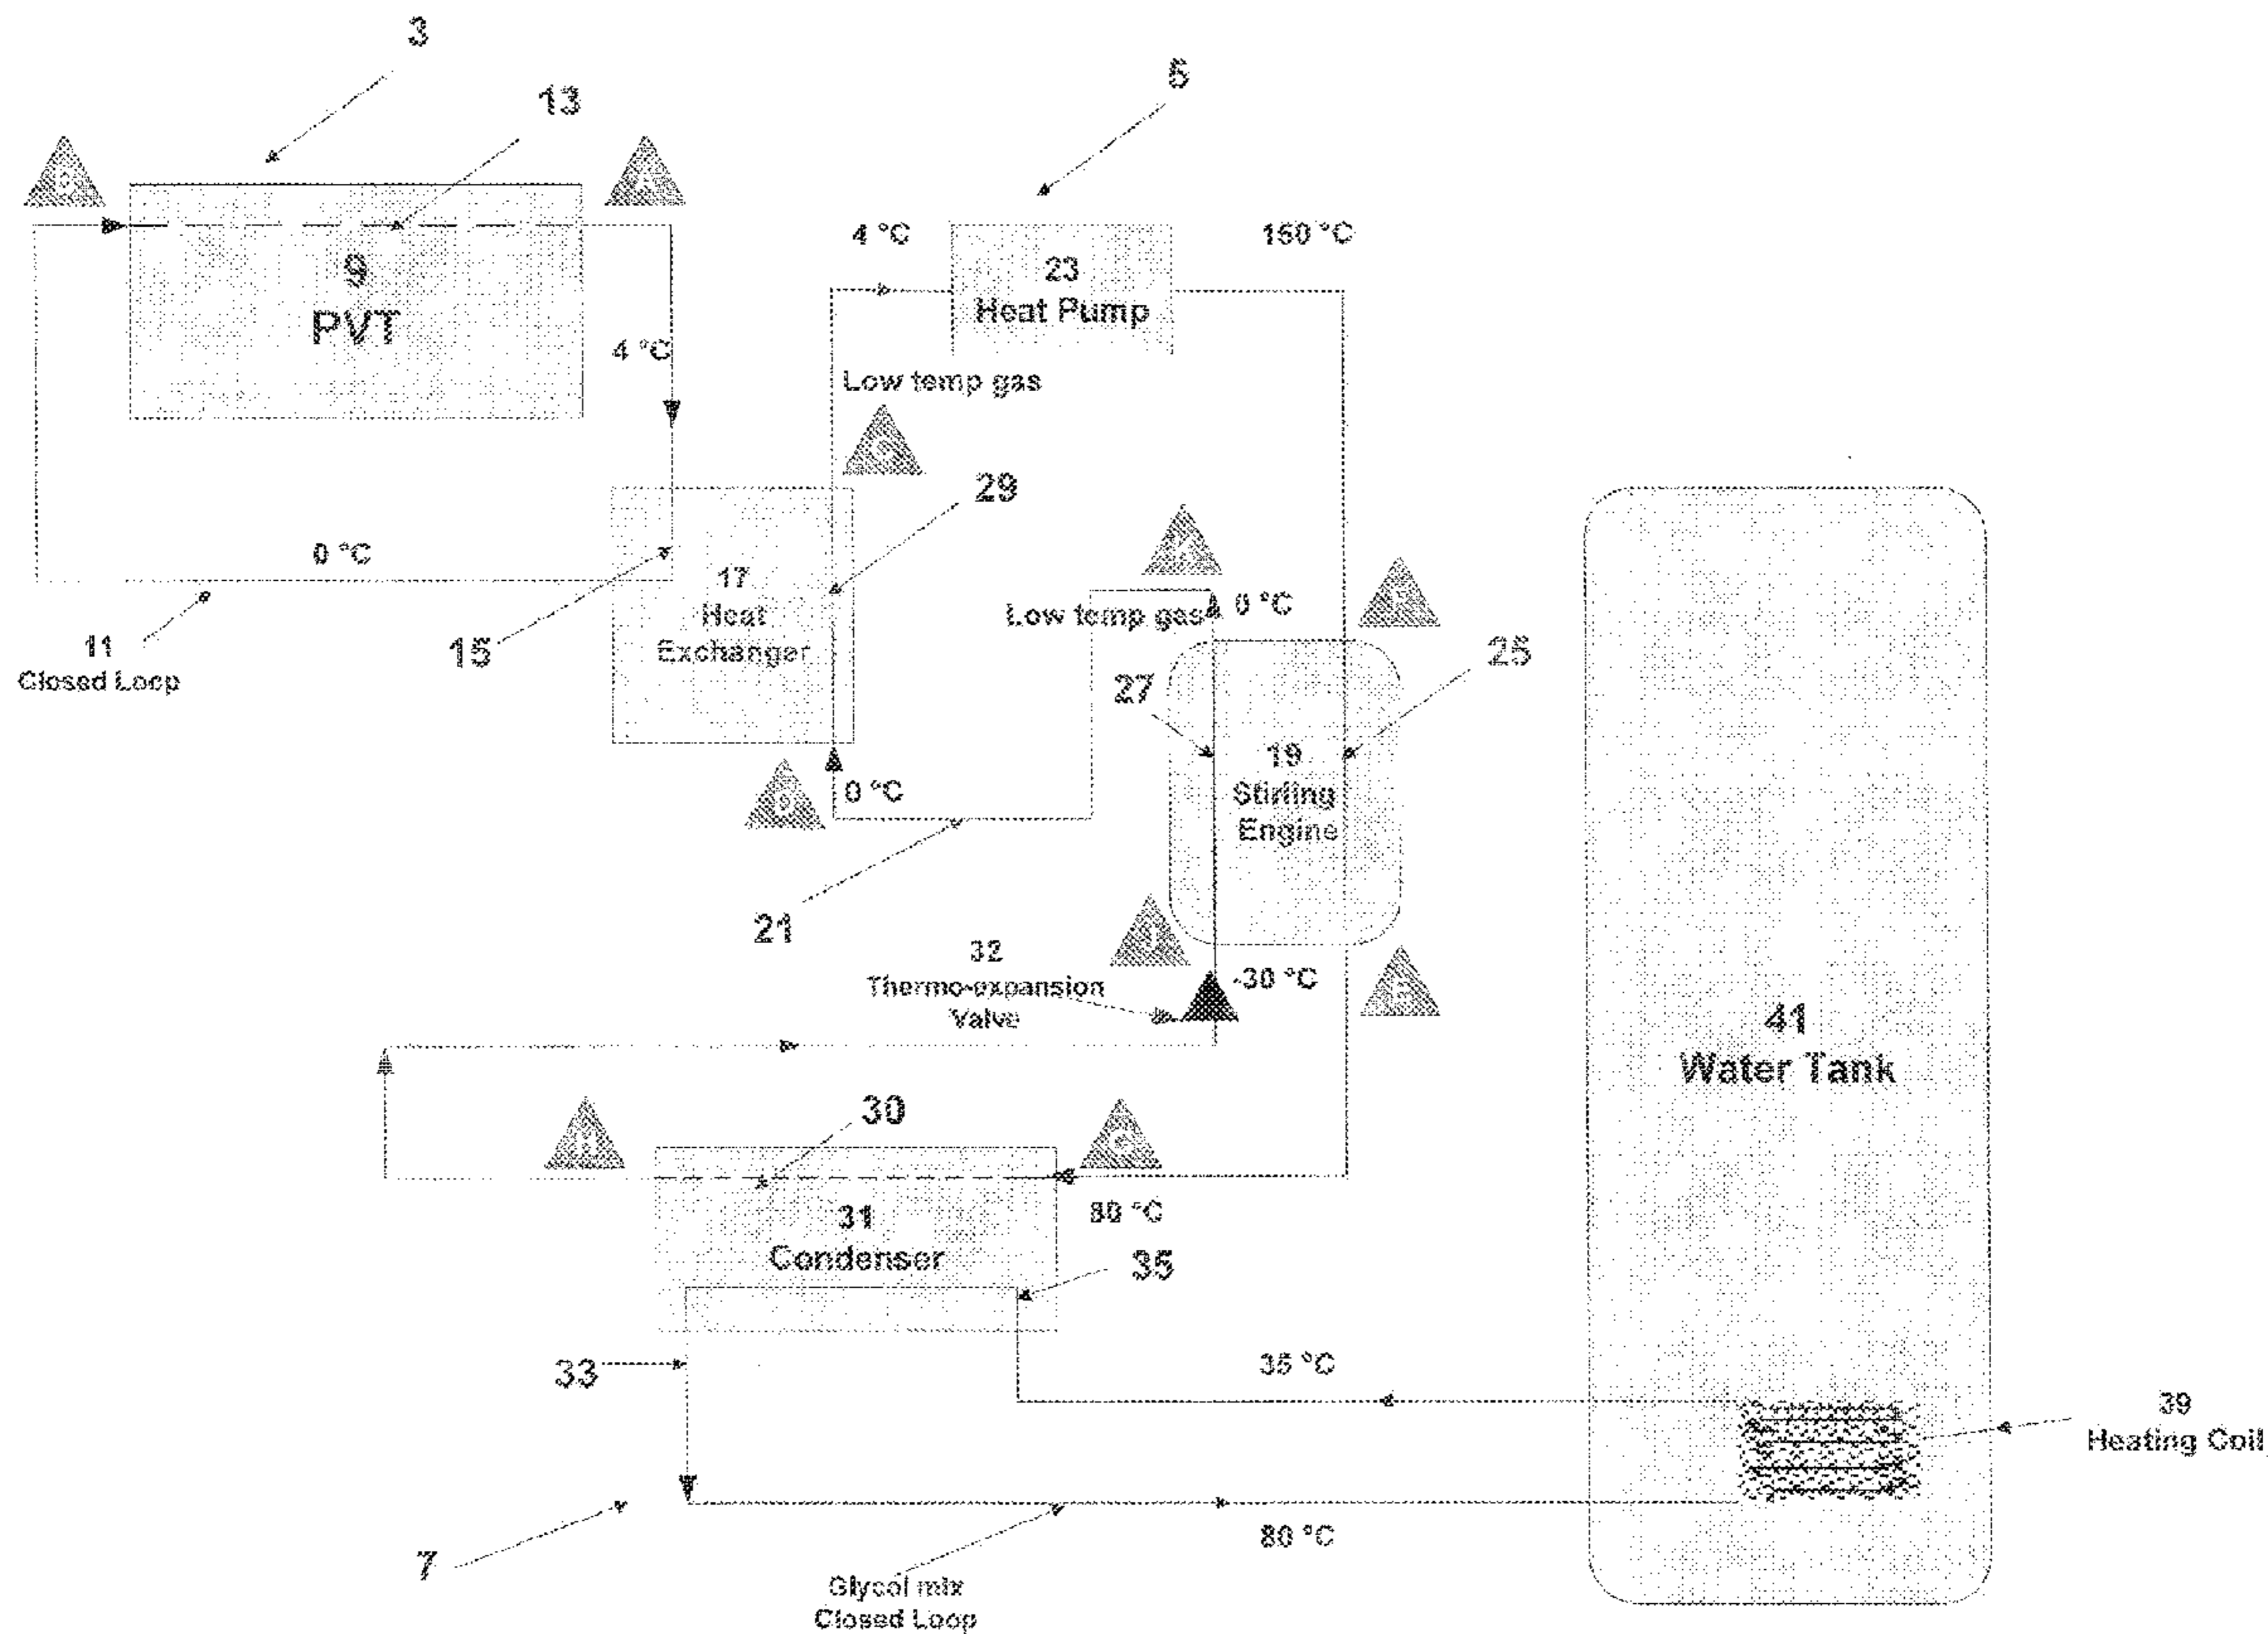 3
13
5
A
4 °C
23
Heat Pump
150 °C
9
PVT
4 °C
Low temp gas
29
0 °C
17
Heat
Exchanger
K
Low temp gas
0 °C
F
11
Closed Loop
15
27
25
19
Stirling
Engine
D
0 °C
21
32
Thermo-expansion
Valve
-30 °C
E
41
Water Tank
H
30
G
31
Condenser
80 °C
35
33
35 °C
39
Heating Coil
7
80 °C
Glycol mix
Closed Loop